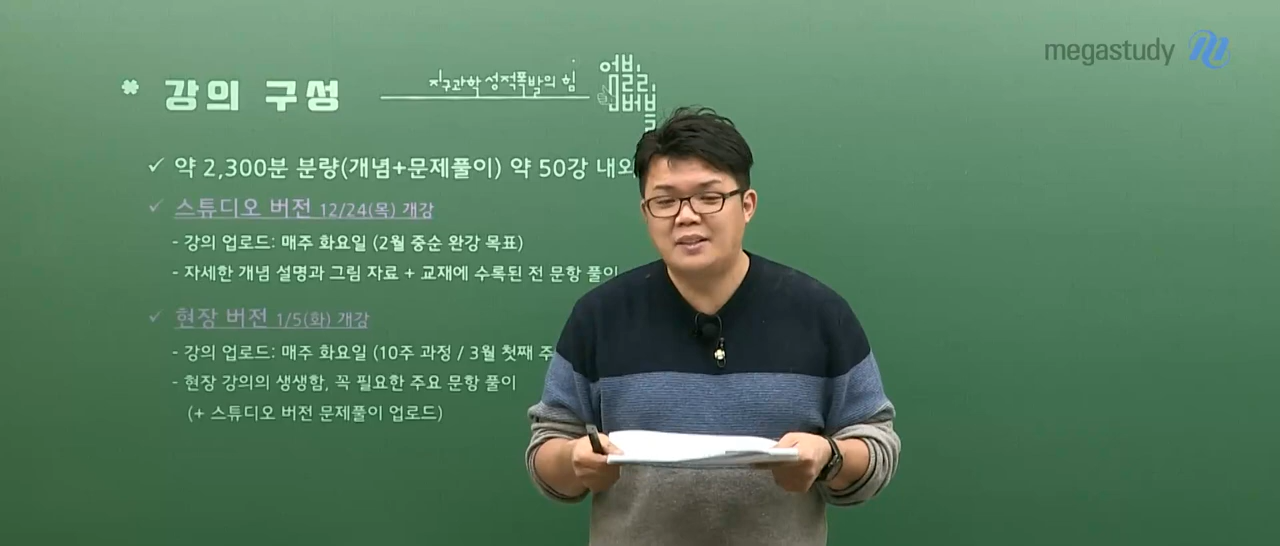 megastudy
* 강의 구성
지구과학 성적폭발의 힘
✓ 약 2,300분 분량(개념+문제풀이) 약 50강 내외
✓ 스튜디오 버전 12/24(목) 개강
- 강의 업로드: 매주 화요일 (2월 중순 완강 목표)
- 자세한 개념 설명과 그림 자료 + 교재에 수록된 전 문항 풀이
✓ 현장 버전 1/5(화) 개강
- 강의 업로드: 매주 화요일 (10주 과정 / 3월 첫째 주
- 현장 강의의 생생함, 꼭 필요한 주요 문항 풀이
(+ 스튜디오 버전 문제풀이 업로드)